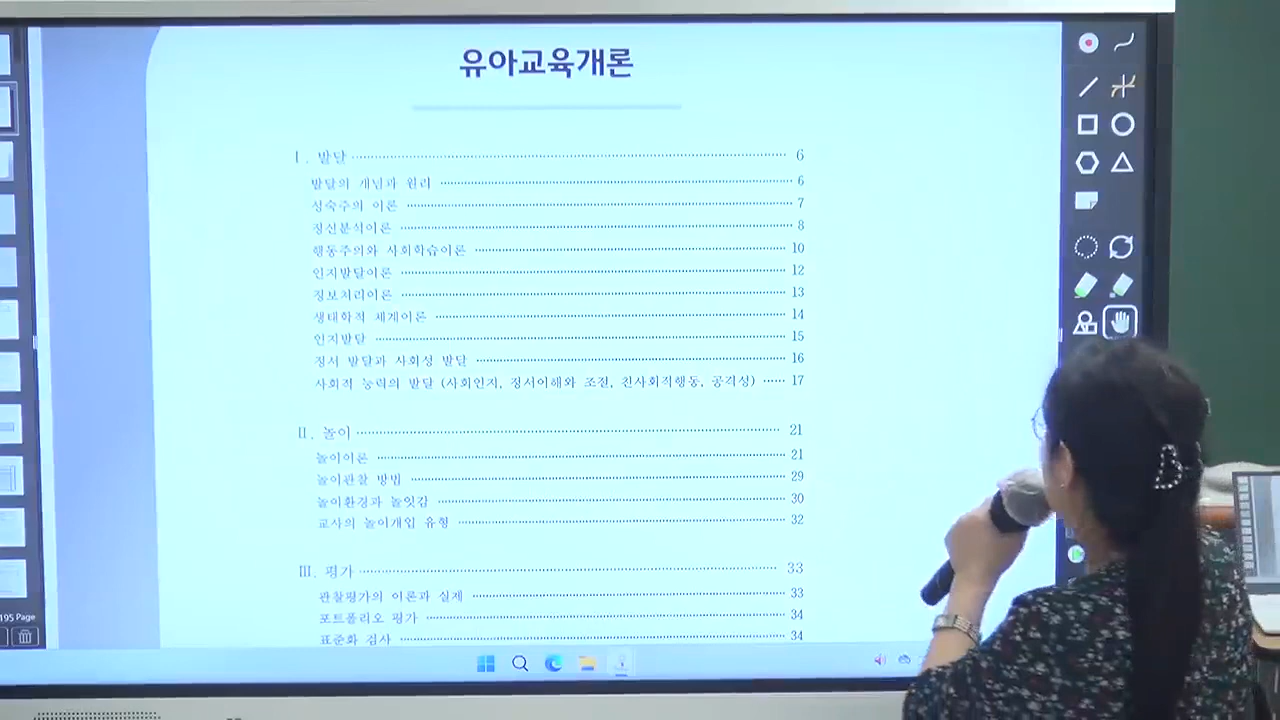 유아교육개론
Ⅰ. 발달 6
발달의 개념과 원리 6
성숙주의 이론 7
정신분석이론 8
행동주의와 사회학습이론 10
인지발달이론 12
정보처리이론 13
생태학적 체계이론 14
인지발달 15
정서 발달과 사회성 발달 16
사회적 능력의 발달 (사회인지, 정서이해와 조절, 친사회적행동, 공격성) 17
Ⅱ. 놀이 21
놀이이론 21
놀이관찰 방법 29
놀이환경과 놀잇감 30
교사의 놀이개입 유형 32
Ⅲ. 평가 33
관찰평가의 이론과 실제 33
포트폴리오 평가 34
표준화 검사 34
195 Page